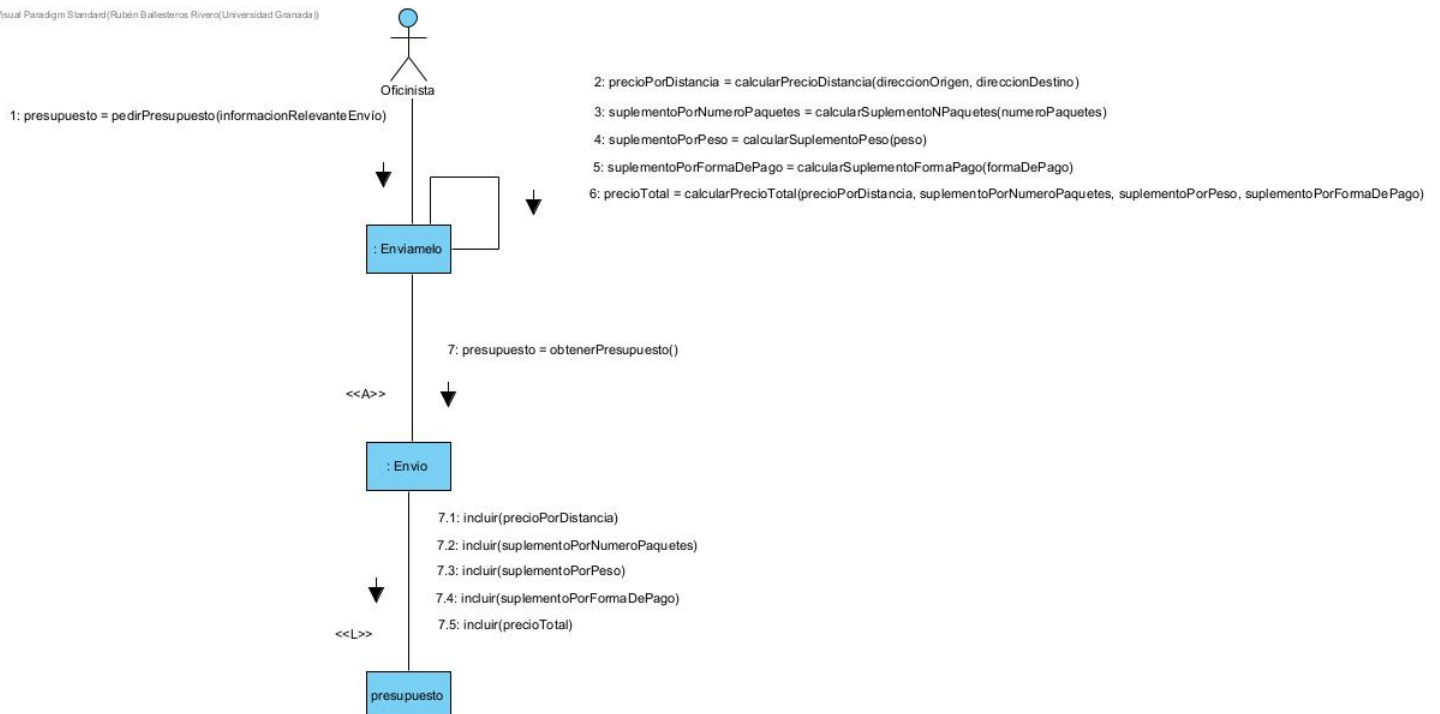 Visual Paradigm Standard(Rubén Ballesteros Rivero(Universidad Granada))
Oficinista
1: presupuesto = pedirPresupuesto(informacionRelevanteEnvío)
2: precioPorDistancia = calcularPrecioDistancia(direccionOrigen, direccionDestino)
3: suplementoPorNumeroPaquetes = calcularSuplementoNPaquetes(numeroPaquetes)
4: suplementoPorPeso = calcularSuplementoPeso(peso)
5: suplementoPorFormaDePago = calcularSuplementoFormaPago(formaDePago)
6: precioTotal = calcularPrecioTotal(precioPorDistancia, suplementoPorNumeroPaquetes, suplementoPorPeso, suplementoPorFormaDePago)
: Enviamelo
7: presupuesto = obtenerPresupuesto()
<<A>>
: Envio
7.1: incluir(precioPorDistancia)
7.2: incluir(suplementoPorNumeroPaquetes)
7.3: incluir(suplementoPorPeso)
7.4: incluir(suplementoPorFormaDePago)
7.5: incluir(precioTotal)
<<L>>
presupuesto